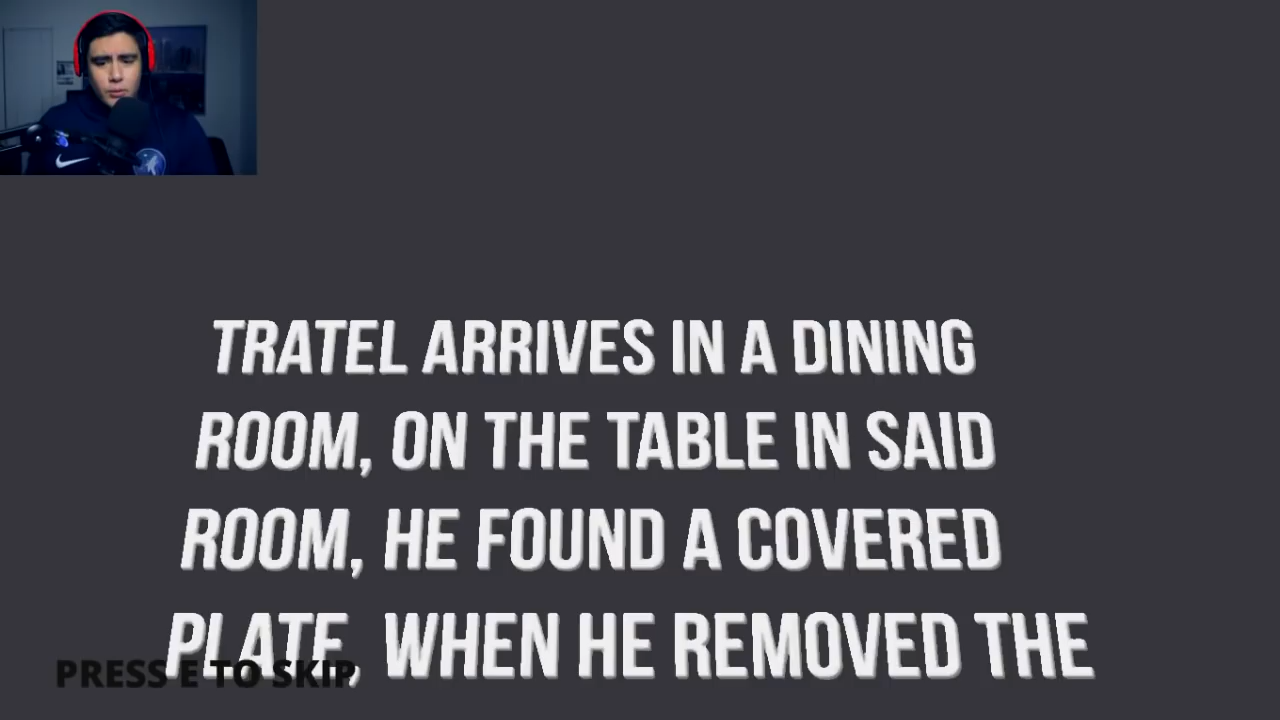 TRATEL ARRIVES IN A DINING
ROOM, ON THE TABLE IN SAID
ROOM, HE FOUND A COVERED
PLATE, WHEN HE REMOVED THE
PRESS E TO SKIP